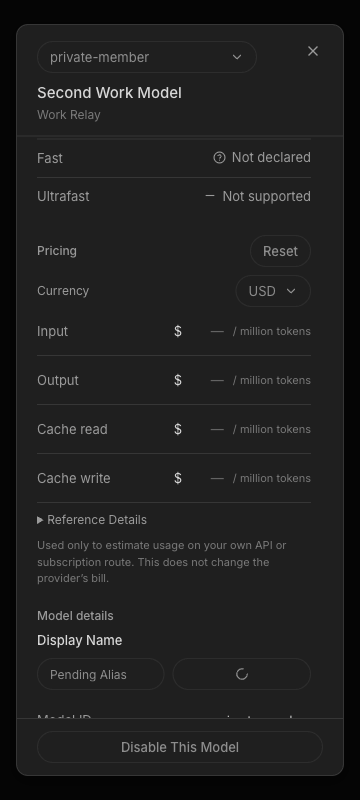 private-member
Second Work Model
Work Relay
Fast Not declared
Ultrafast — Not supported
Pricing Reset
Currency USD
Input $ — / million tokens
Output $ — / million tokens
Cache read $ — / million tokens
Cache write $ — / million tokens
Reference Details
Used only to estimate usage on your own API or
subscription route. This does not change the
provider’s bill.
Model details
Display Name
Pending Alias
Model ID
Disable This Model